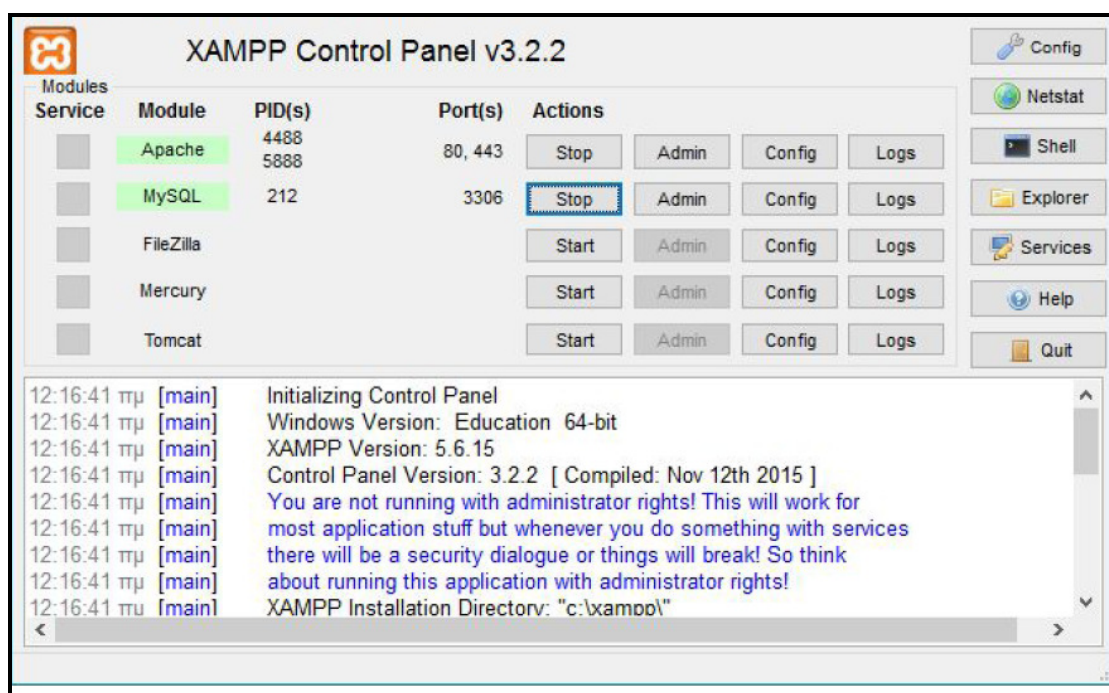 XAMPP Control Panel v3.2.2
Config
Modules
Service Module PID(s) Port(s) Actions
Netstat
Apache 4488 5888 80, 443 Stop Admin Config Logs
Shell
MySQL 212 3306 Stop Admin Config Logs
Explorer
FileZilla Start Admin Config Logs
Services
Mercury Start Admin Config Logs
Help
Tomcat Start Admin Config Logs
Quit
12:16:41 πμ [main] Initializing Control Panel
12:16:41 πμ [main] Windows Version: Education 64-bit
12:16:41 πμ [main] XAMPP Version: 5.6.15
12:16:41 πμ [main] Control Panel Version: 3.2.2 [ Compiled: Nov 12th 2015 ]
12:16:41 πμ [main] You are not running with administrator rights! This will work for
12:16:41 πμ [main] most application stuff but whenever you do something with services
12:16:41 πμ [main] there will be a security dialogue or things will break! So think
12:16:41 πμ [main] about running this application with administrator rights!
12:16:41 πμ [main] XAMPP Installation Directory: "c:\xampp\"